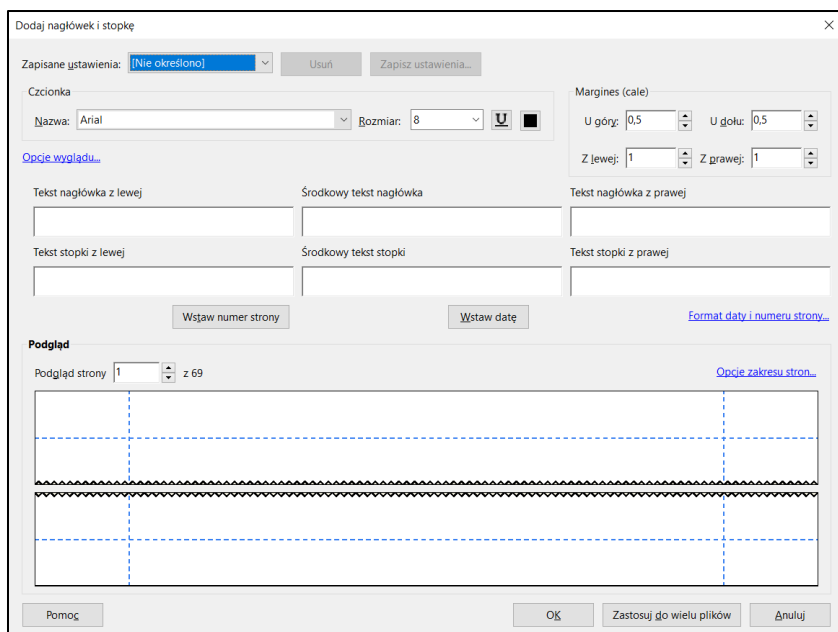 Dodaj nagłówek i stopkę
Zapisane ustawienia: [Nie określono] Usuń Zapisz ustawienia...
Czcionka Margines (cale)
Nazwa: Arial Rozmiar: 8 U U góry: 0,5 U dołu: 0,5
Opcje wyglądu... Z lewej: 1 Z prawej: 1
Tekst nagłówka z lewej Środkowy tekst nagłówka Tekst nagłówka z prawej
Tekst stopki z lewej Środkowy tekst stopki Tekst stopki z prawej
Wstaw numer strony Wstaw datę Format daty i numeru strony...
Podgląd
Podgląd strony 1 z 69 Opcje zakresu stron...
Pomoc OK Zastosuj do wielu plików Anuluj